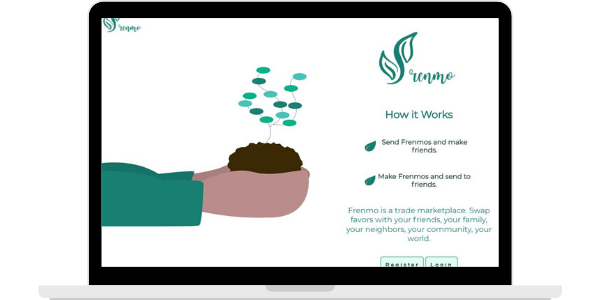 Frenmo
Frenmo
How it Works
Send Frenmos and make
friends.
Make Frenmos and send to
friends.
Frenmo is a trade marketplace. Swap
favors with your friends, your family,
your neighbors, your community, your
world.
Register Login